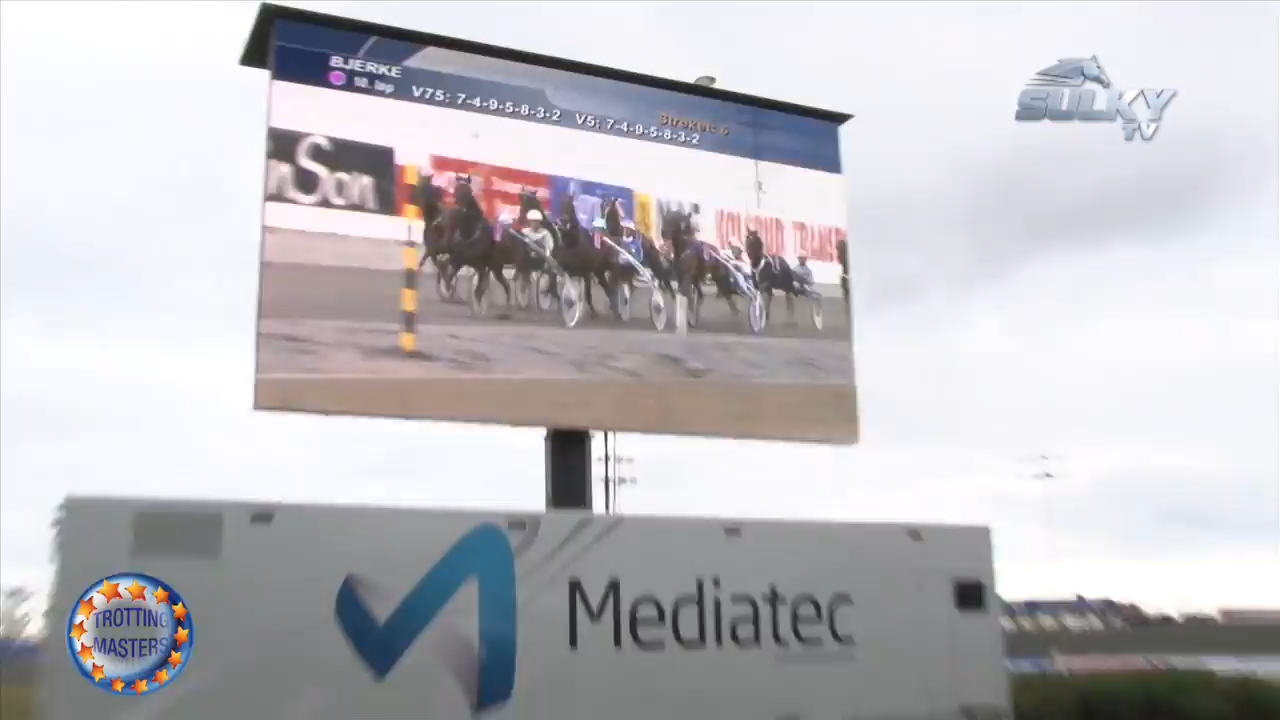 BJERKE
10. løp
V75: 7-4-9-5-8-3-2 V5: 7-4-9-5-8-3-2
nSon
SULKY
TV
Mediatec
TROTTING
MASTERS